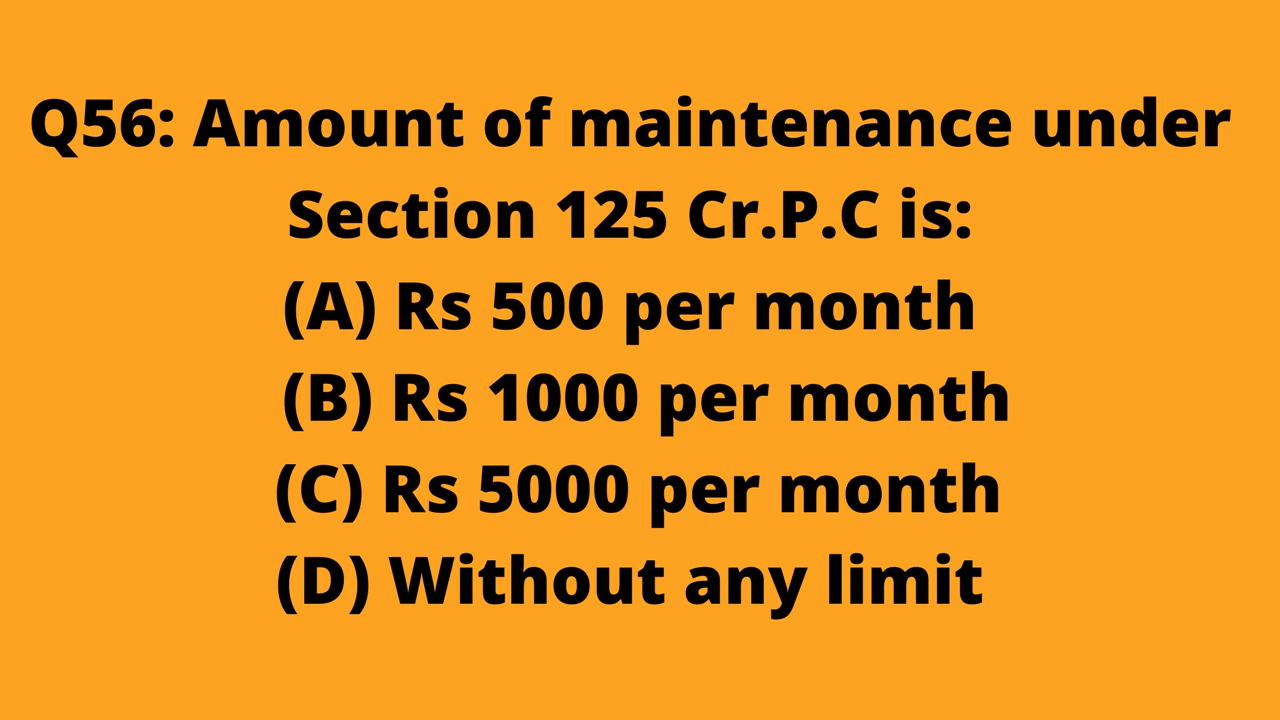 Q56: Amount of maintenance under
Section 125 Cr.P.C is:
(A) Rs 500 per month
(B) Rs 1000 per month
(C) Rs 5000 per month
(D) Without any limit